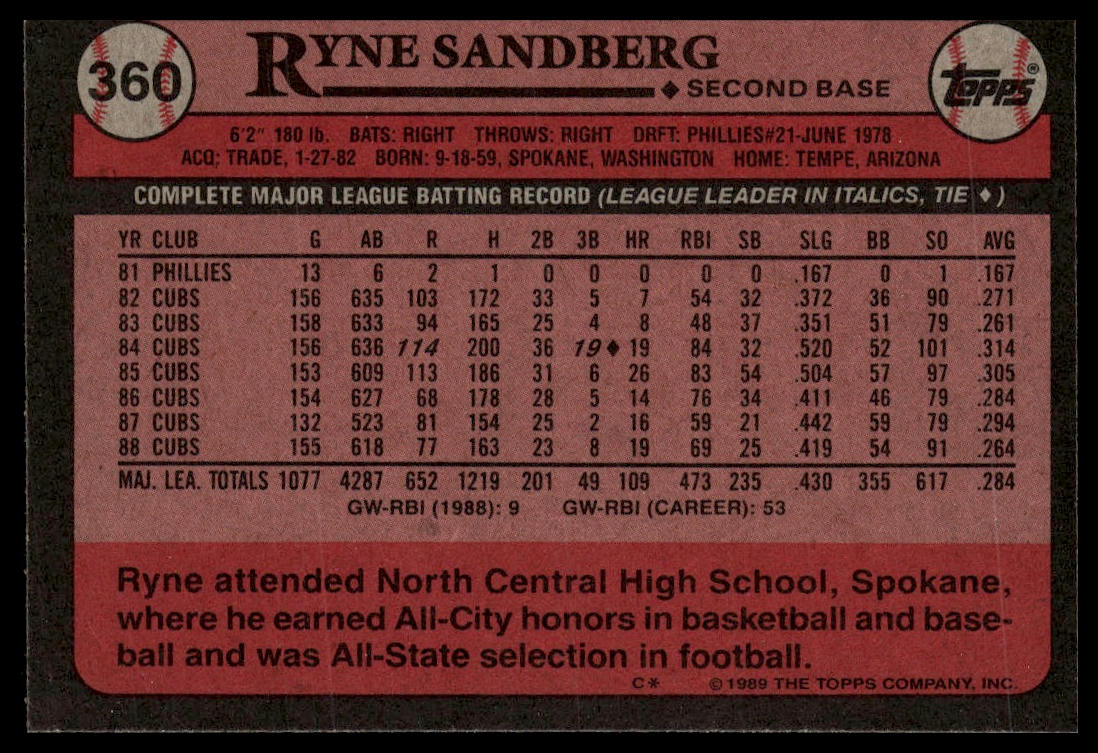 360 RYNE SANDBERG topps®
♦ SECOND BASE
6'2" 180 lb. BATS: RIGHT THROWS: RIGHT DRFT: PHILLIES#21-JUNE 1978
ACQ: TRADE, 1-27-82 BORN: 9-18-59, SPOKANE, WASHINGTON HOME: TEMPE, ARIZONA
COMPLETE MAJOR LEAGUE BATTING RECORD (LEAGUE LEADER IN ITALICS, TIE ♦)
YR CLUB G AB R H 2B 3B HR RBI SB SLG BB SO AVG
81 PHILLIES 13 6 2 1 0 0 0 0 0 .167 0 1 .167
82 CUBS 156 635 103 172 33 5 7 54 32 .372 36 90 .271
83 CUBS 158 633 94 165 25 4 8 48 37 .351 51 79 .261
84 CUBS 156 636 114 200 36 19♦ 19 84 32 .520 52 101 .314
85 CUBS 153 609 113 186 31 6 26 83 54 .504 57 97 .305
86 CUBS 154 627 68 178 28 5 14 76 34 .411 46 79 .284
87 CUBS 132 523 81 154 25 2 16 59 21 .442 59 79 .294
88 CUBS 155 618 77 163 23 8 19 69 25 .419 54 91 .264
MAJ. LEA. TOTALS 1077 4287 652 1219 201 49 109 473 235 .430 355 617 .284
GW-RBI (1988): 9 GW-RBI (CAREER): 53
Ryne attended North Central High School, Spokane,
where he earned All-City honors in basketball and base-
ball and was All-State selection in football.
C* © 1989 THE TOPPS COMPANY, INC.